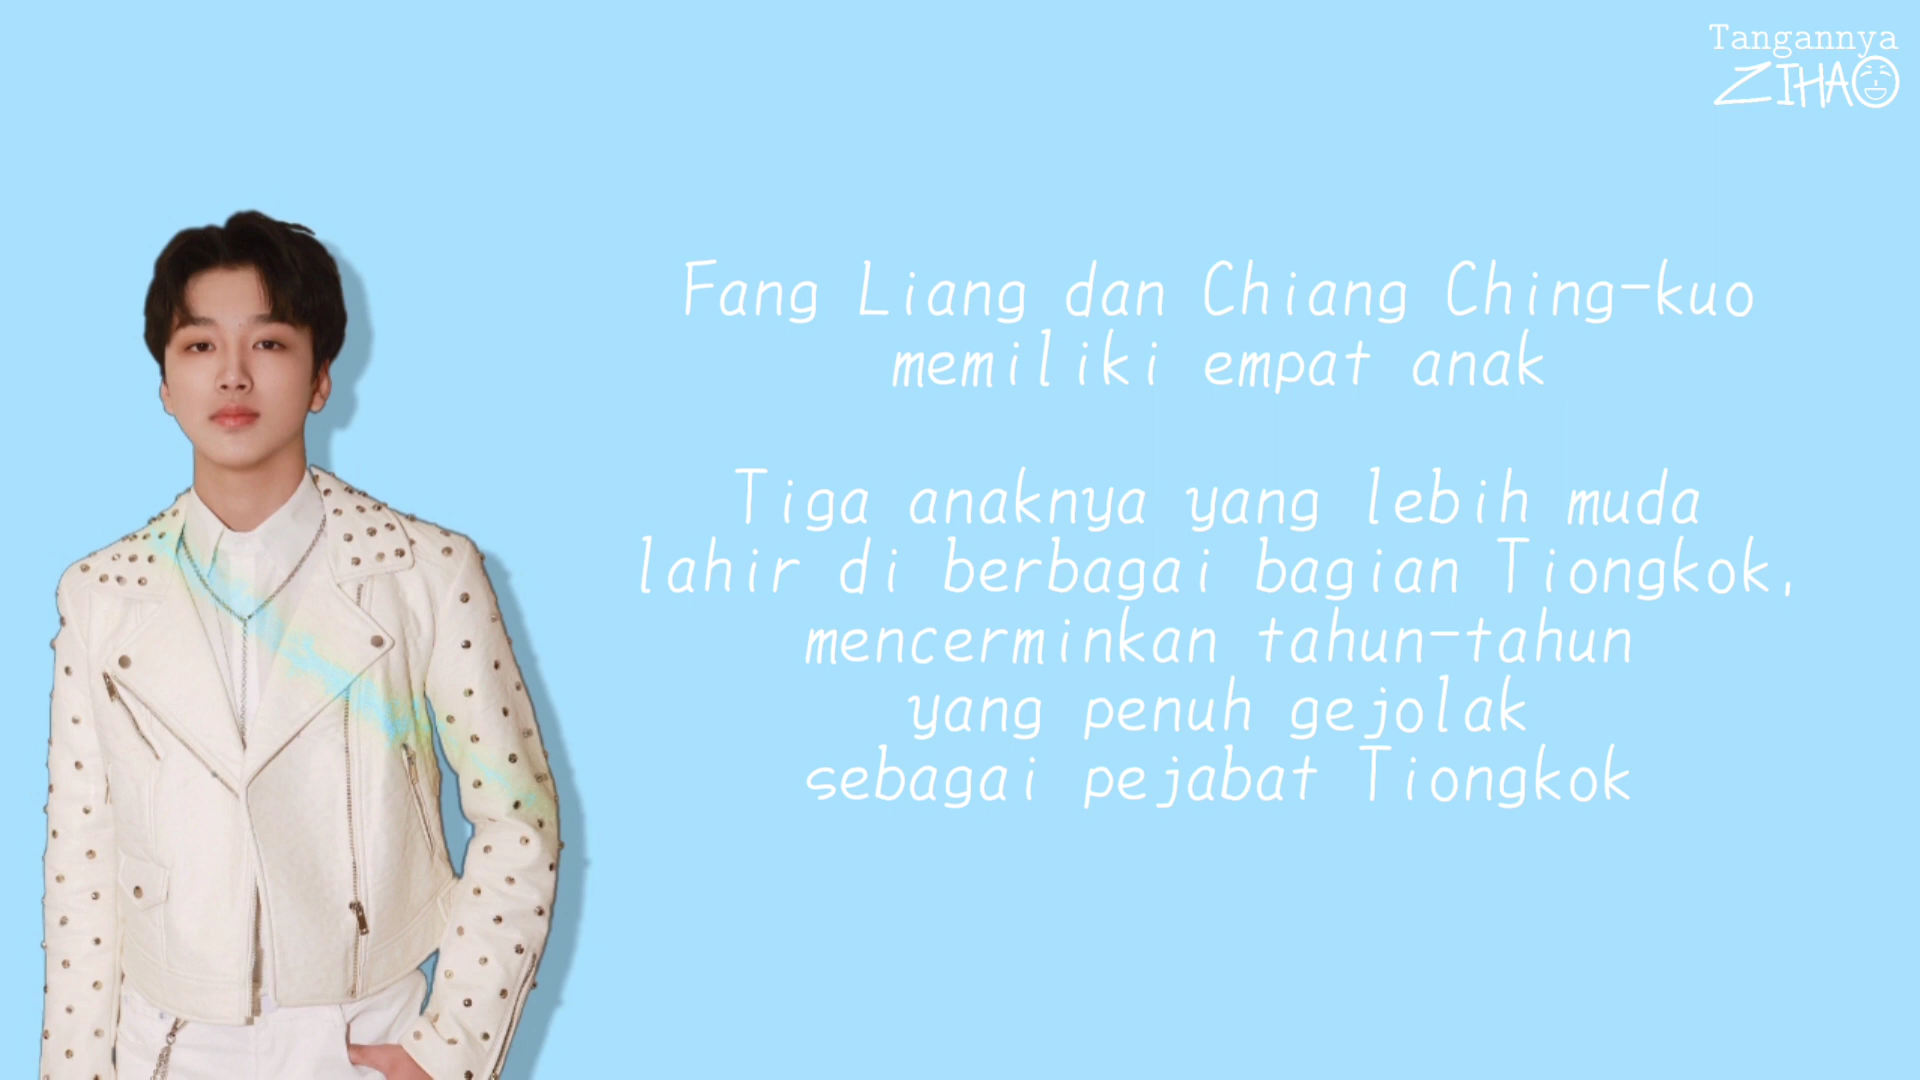 Tangannya
ZIHAO
Fang Liang dan Chiang Ching-kuo
memiliki empat anak
Tiga anaknya yang lebih muda
lahir di berbagai bagian Tiongkok,
mencerminkan tahun-tahun
yang penuh gejolak
sebagai pejabat Tiongkok